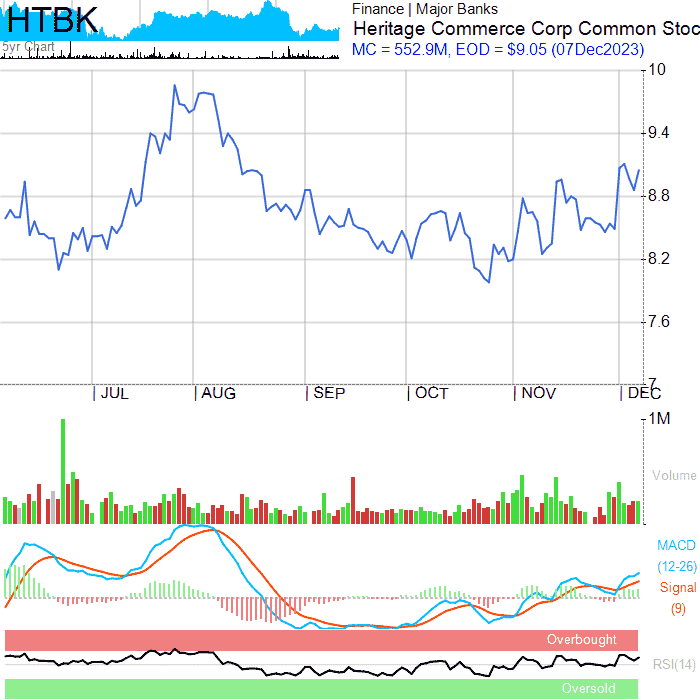 HTBK
5yr Chart
Finance | Major Banks
Heritage Commerce Corp Common Stoc
MC = 552.9M, EOD = $9.05 (07Dec2023)
10
9.4
8.8
8.2
7.6
7
JUL AUG SEP OCT NOV DEC
1M
Volume
MACD
(12-26)
Signal
(9)
Overbought
RSI(14)
Oversold